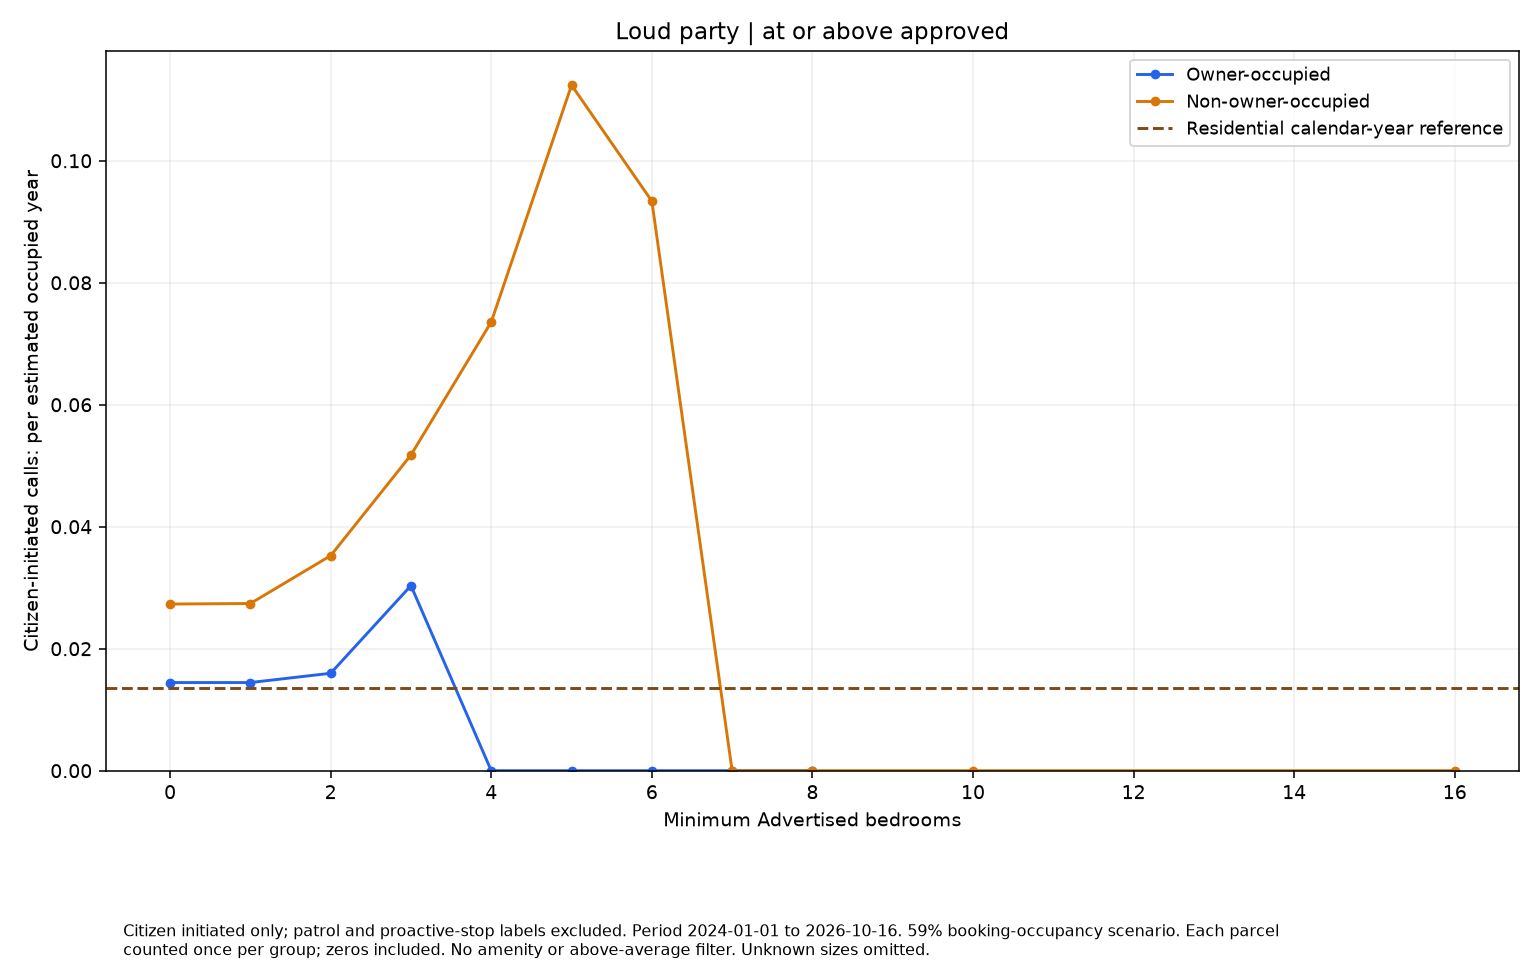 Loud party | at or above approved
Owner-occupied
Non-owner-occupied
Residential calendar-year reference
Citizen-initiated calls: per estimated occupied year
0.10
0.08
0.06
0.04
0.02
0.00
0 2 4 6 8 10 12 14 16
Minimum Advertised bedrooms
Citizen initiated only; patrol and proactive-stop labels excluded. Period 2024-01-01 to 2026-10-16. 59% booking-occupancy scenario. Each parcel
counted once per group; zeros included. No amenity or above-average filter. Unknown sizes omitted.